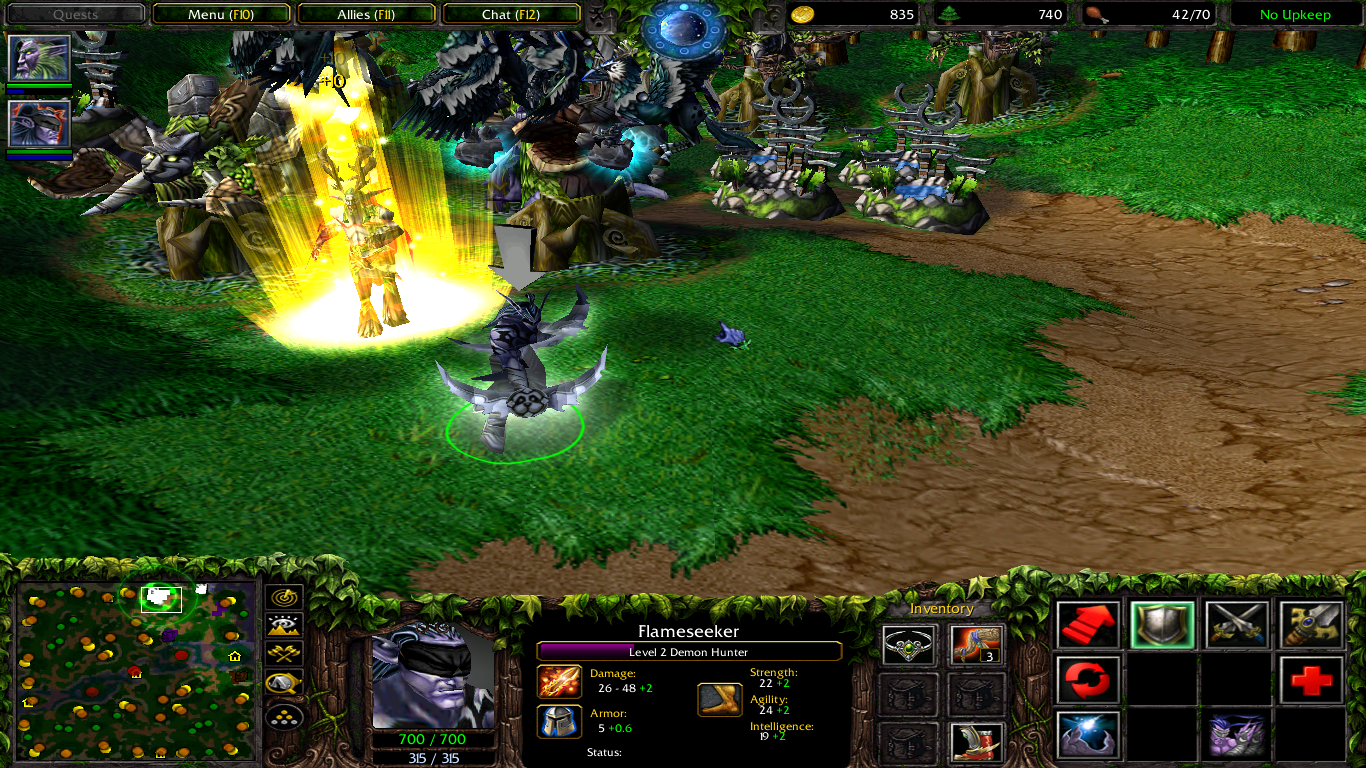 Quests Menu (F10) Allies (F11) Chat (F12) 835 740 42/70 No Upkeep
Flameseeker
Level 2 Demon Hunter
Damage:
26 - 48 +2
Armor:
5 +0.6
Status:
Strength:
22 +2
Agility:
24 +2
Intelligence:
19 +2
700 / 700
315 / 315
Inventory
3